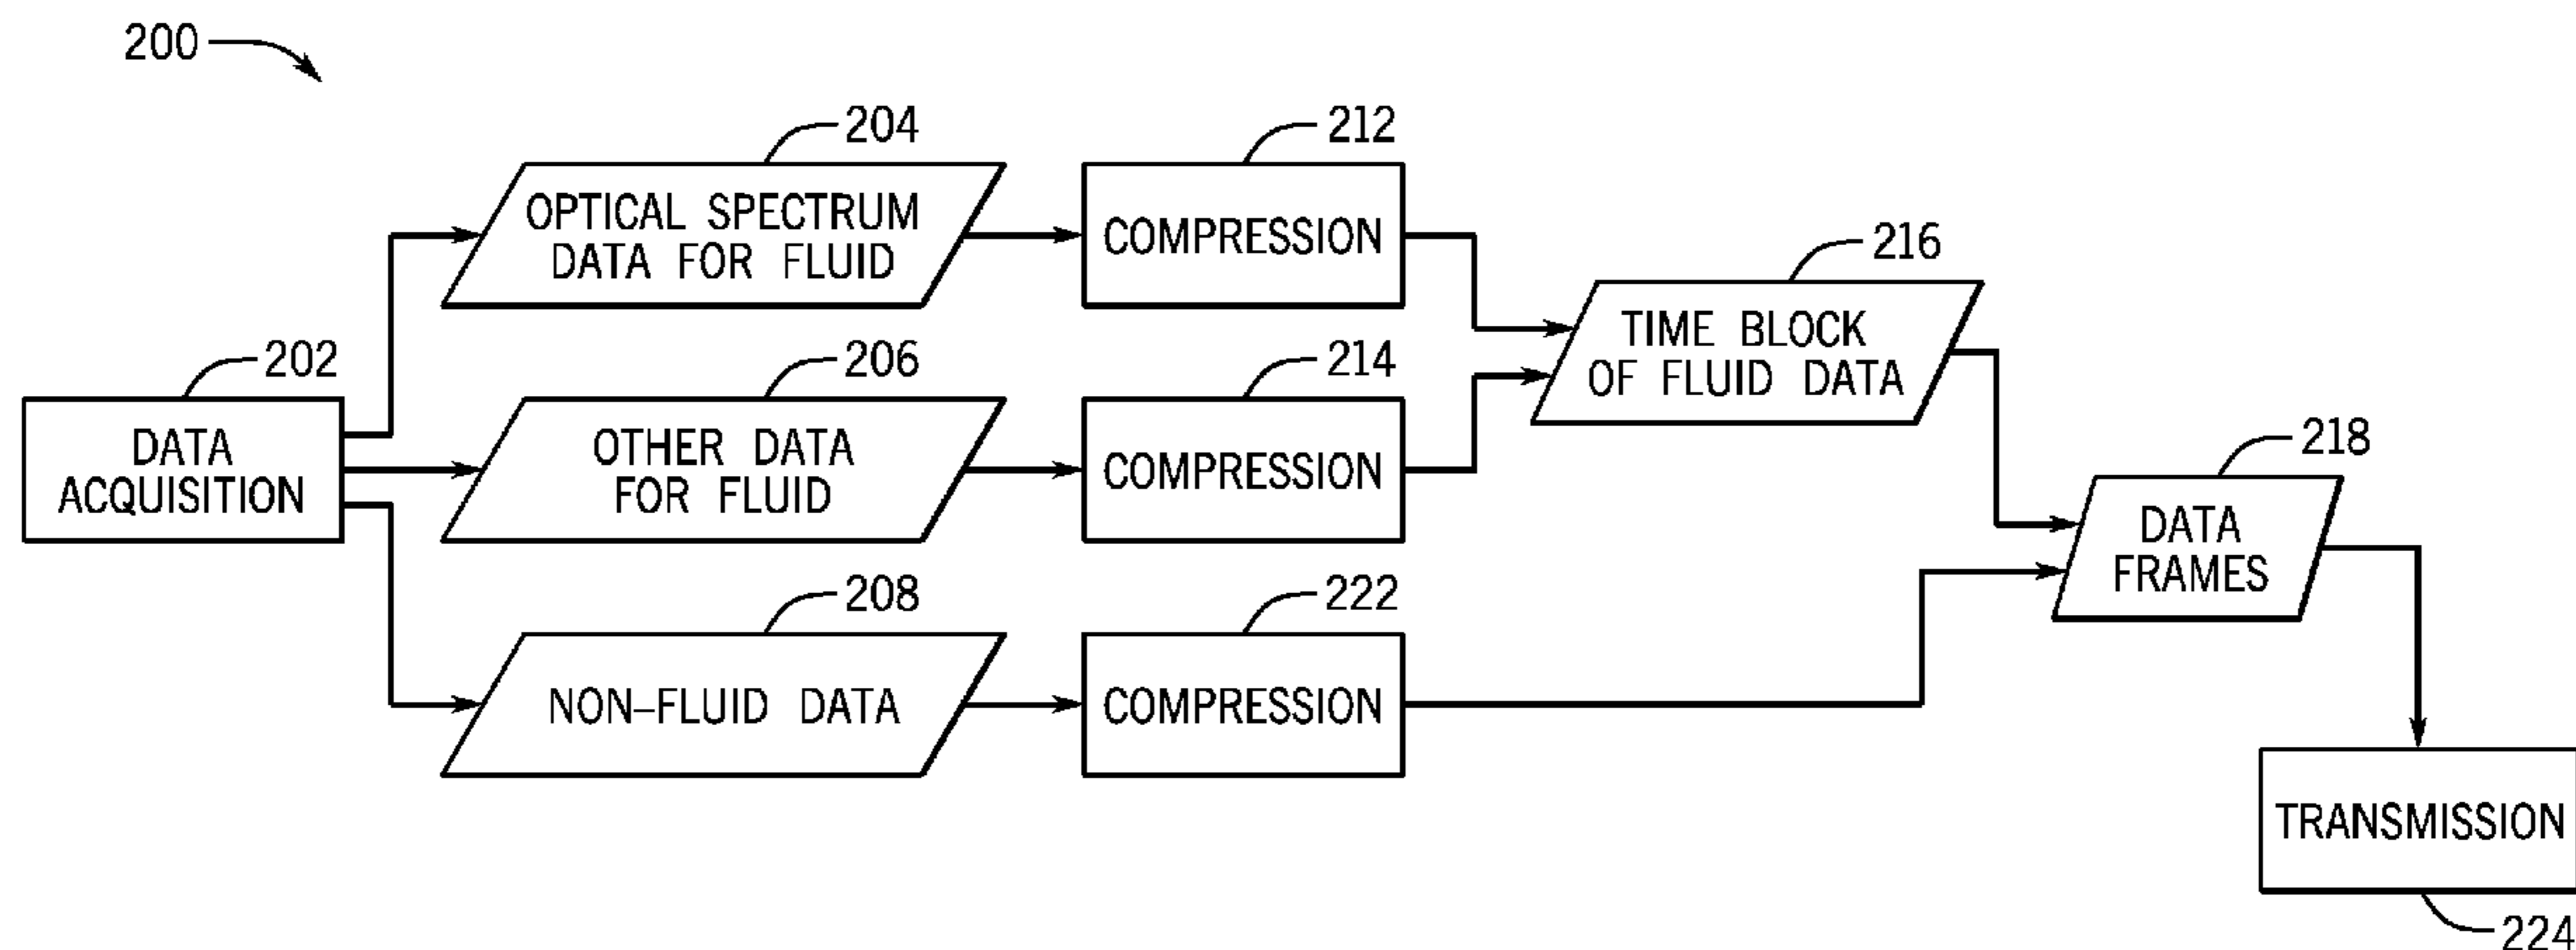 200
204
OPTICAL SPECTRUM
DATA FOR FLUID
212
COMPRESSION
216
TIME BLOCK
OF FLUID DATA
202
DATA
ACQUISITION
206
OTHER DATA
FOR FLUID
214
COMPRESSION
218
DATA
FRAMES
208
NON–FLUID DATA
222
COMPRESSION
TRANSMISSION
224